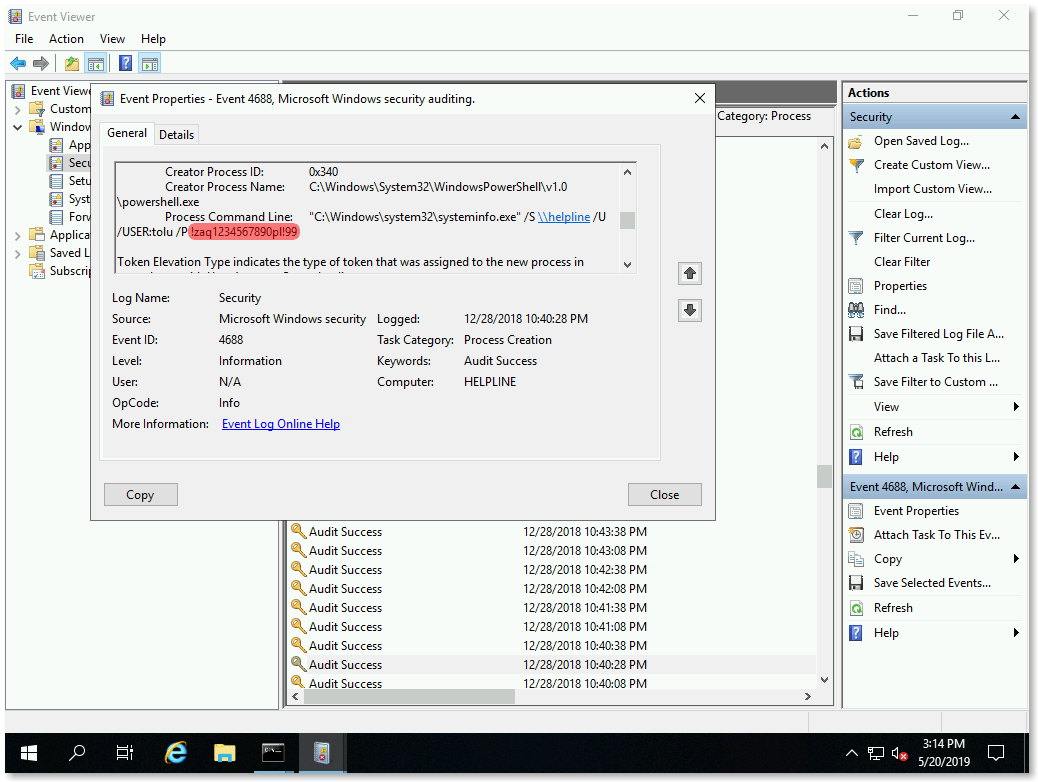 Event Viewer
File Action View Help
Event Viewe
Custom
Window
App
Secu
Setu
Syst
Forv
Applica
Saved L
Subscrip
Event Properties - Event 4688, Microsoft Windows security auditing.
General Details
Creator Process ID: 0x340
Creator Process Name: C:\Windows\System32\WindowsPowerShell\v1.0
\powershell.exe
Process Command Line: "C:\Windows\system32\systeminfo.exe" /S \\helpline /U
/USER:tolu /P !zaq1234567890pl!99
Token Elevation Type indicates the type of token that was assigned to the new process in
Log Name: Security
Source: Microsoft Windows security Logged: 12/28/2018 10:40:28 PM
Event ID: 4688 Task Category: Process Creation
Level: Information Keywords: Audit Success
User: N/A Computer: HELPLINE
OpCode: Info
More Information: Event Log Online Help
Copy Close
Category: Process
Audit Success 12/28/2018 10:43:38 PM
Audit Success 12/28/2018 10:43:08 PM
Audit Success 12/28/2018 10:42:38 PM
Audit Success 12/28/2018 10:42:08 PM
Audit Success 12/28/2018 10:41:38 PM
Audit Success 12/28/2018 10:41:08 PM
Audit Success 12/28/2018 10:40:38 PM
Audit Success 12/28/2018 10:40:28 PM
Audit Success 12/28/2018 10:40:08 PM
Actions
Security
Open Saved Log...
Create Custom View...
Import Custom View...
Clear Log...
Filter Current Log...
Clear Filter
Properties
Find...
Save Filtered Log File A...
Attach a Task To this L...
Save Filter to Custom ...
View
Refresh
Help
Event 4688, Microsoft Wind...
Event Properties
Attach Task To This Ev...
Copy
Save Selected Events...
Refresh
Help
3:14 PM
5/20/2019